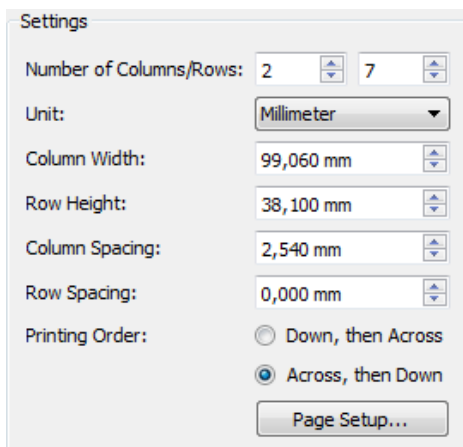 Settings
Number of Columns/Rows: 2 7
Unit: Millimeter
Column Width: 99,060 mm
Row Height: 38,100 mm
Column Spacing: 2,540 mm
Row Spacing: 0,000 mm
Printing Order: Down, then Across
Across, then Down
Page Setup...